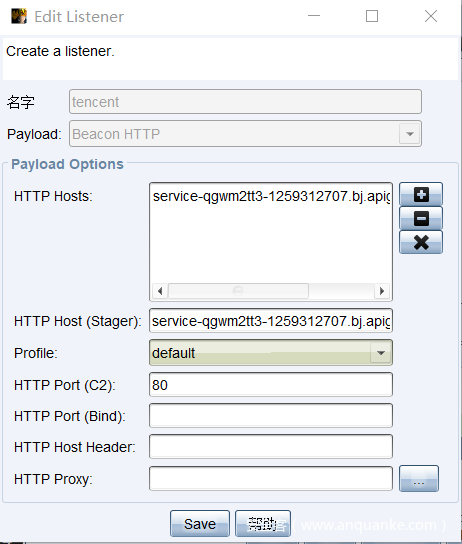 Edit Listener
Create a listener.
名字 tencent
Payload: Beacon HTTP
Payload Options
HTTP Hosts: service-qgwm2tt3-1259312707.bj.apig
HTTP Host (Stager): service-qgwm2tt3-1259312707.bj.apig
Profile: default
HTTP Port (C2): 80
HTTP Port (Bind):
HTTP Host Header:
HTTP Proxy: ...
Save 帮助
客 ( www.anquanke.com )